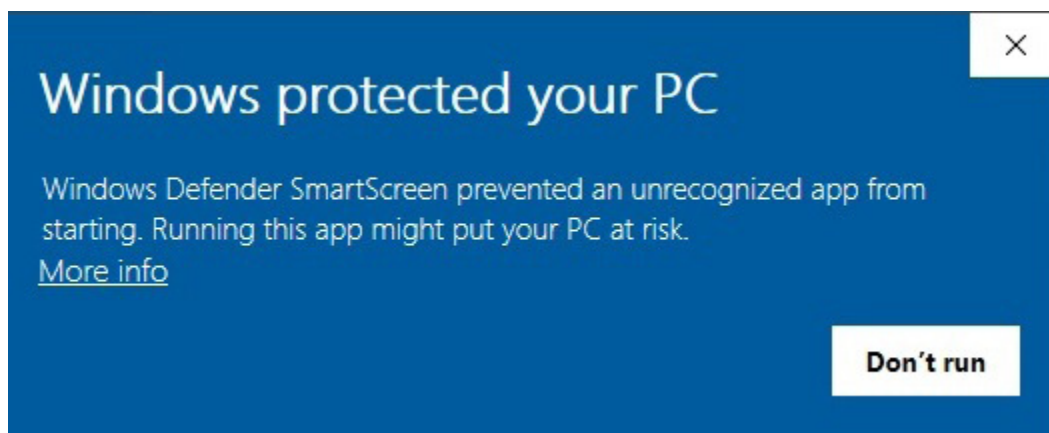 Windows protected your PC
Windows Defender SmartScreen prevented an unrecognized app from
starting. Running this app might put your PC at risk.
More info
Don't run